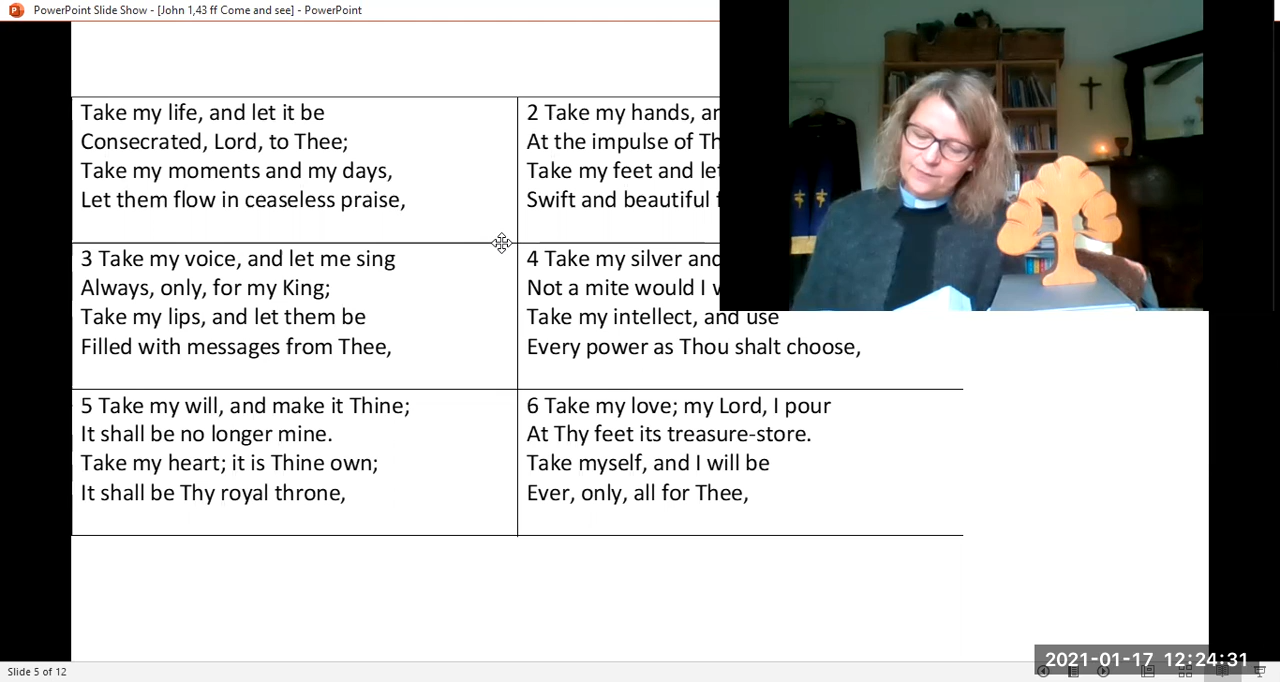 PowerPoint Slide Show - [John 1,43 ff Come and see] - PowerPoint
Take my life, and let it be
Consecrated, Lord, to Thee;
Take my moments and my days,
Let them flow in ceaseless praise,
2 Take my hands,
At the impulse of
Take my feet and
Swift and beautiful
3 Take my voice, and let me sing
Always, only, for my King;
Take my lips, and let them be
Filled with messages from Thee,
4 Take my silver
Not a mite would I
Take my intellect, and use
Every power as Thou shalt choose,
5 Take my will, and make it Thine;
It shall be no longer mine.
Take my heart; it is Thine own;
It shall be Thy royal throne,
6 Take my love; my Lord, I pour
At Thy feet its treasure-store.
Take myself, and I will be
Ever, only, all for Thee,
Slide 5 of 12
2021-01-17 12:24:31